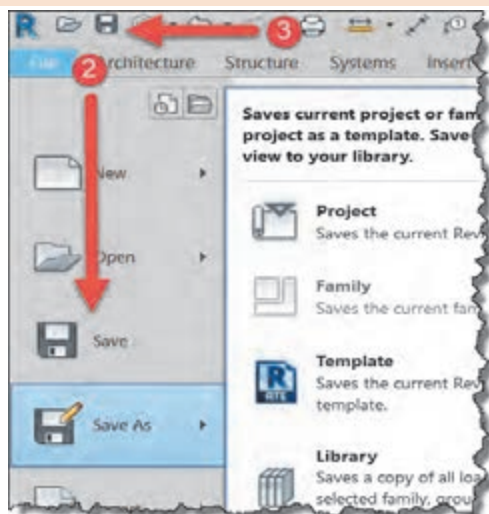 R
3
File
2
Architecture
Structure
Systems
Insert
Saves current project or fam
project as a template. Save
view to your library.
New
Project
Saves the current Rev
Open
Family
Saves the current fam
Save
Template
Saves the current Rev
template.
R
RTE
Save As
Library
Saves a copy of all loa
selected family, grou